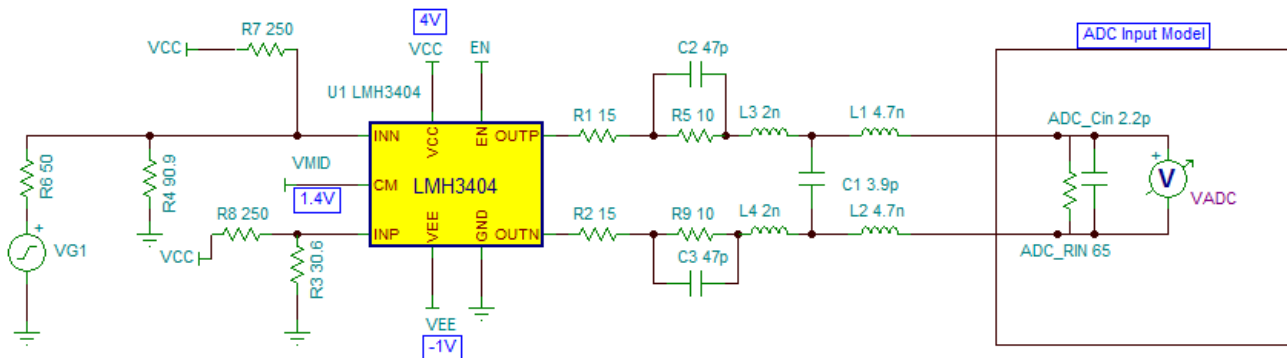 4V
ADC Input Model
R7 250
VCC
VCC
EN
C2 47p
U1 LMH3404
R1 15
R5 10
L3 2n
L1 4.7n
ADC_Cin 2.2p
INN
VCC
EN
OUTP
R6 50
R4 90.9
VMID
CM
LMH3404
C1 3.9p
+
V
VADC
1.4V
R8 250
INP
VEE
GND
OUTN
R2 15
R9 10
L4 2n
L2 4.7n
+
VG1
VCC
R3 30.6
C3 47p
ADC_RIN 65
VEE
-1V